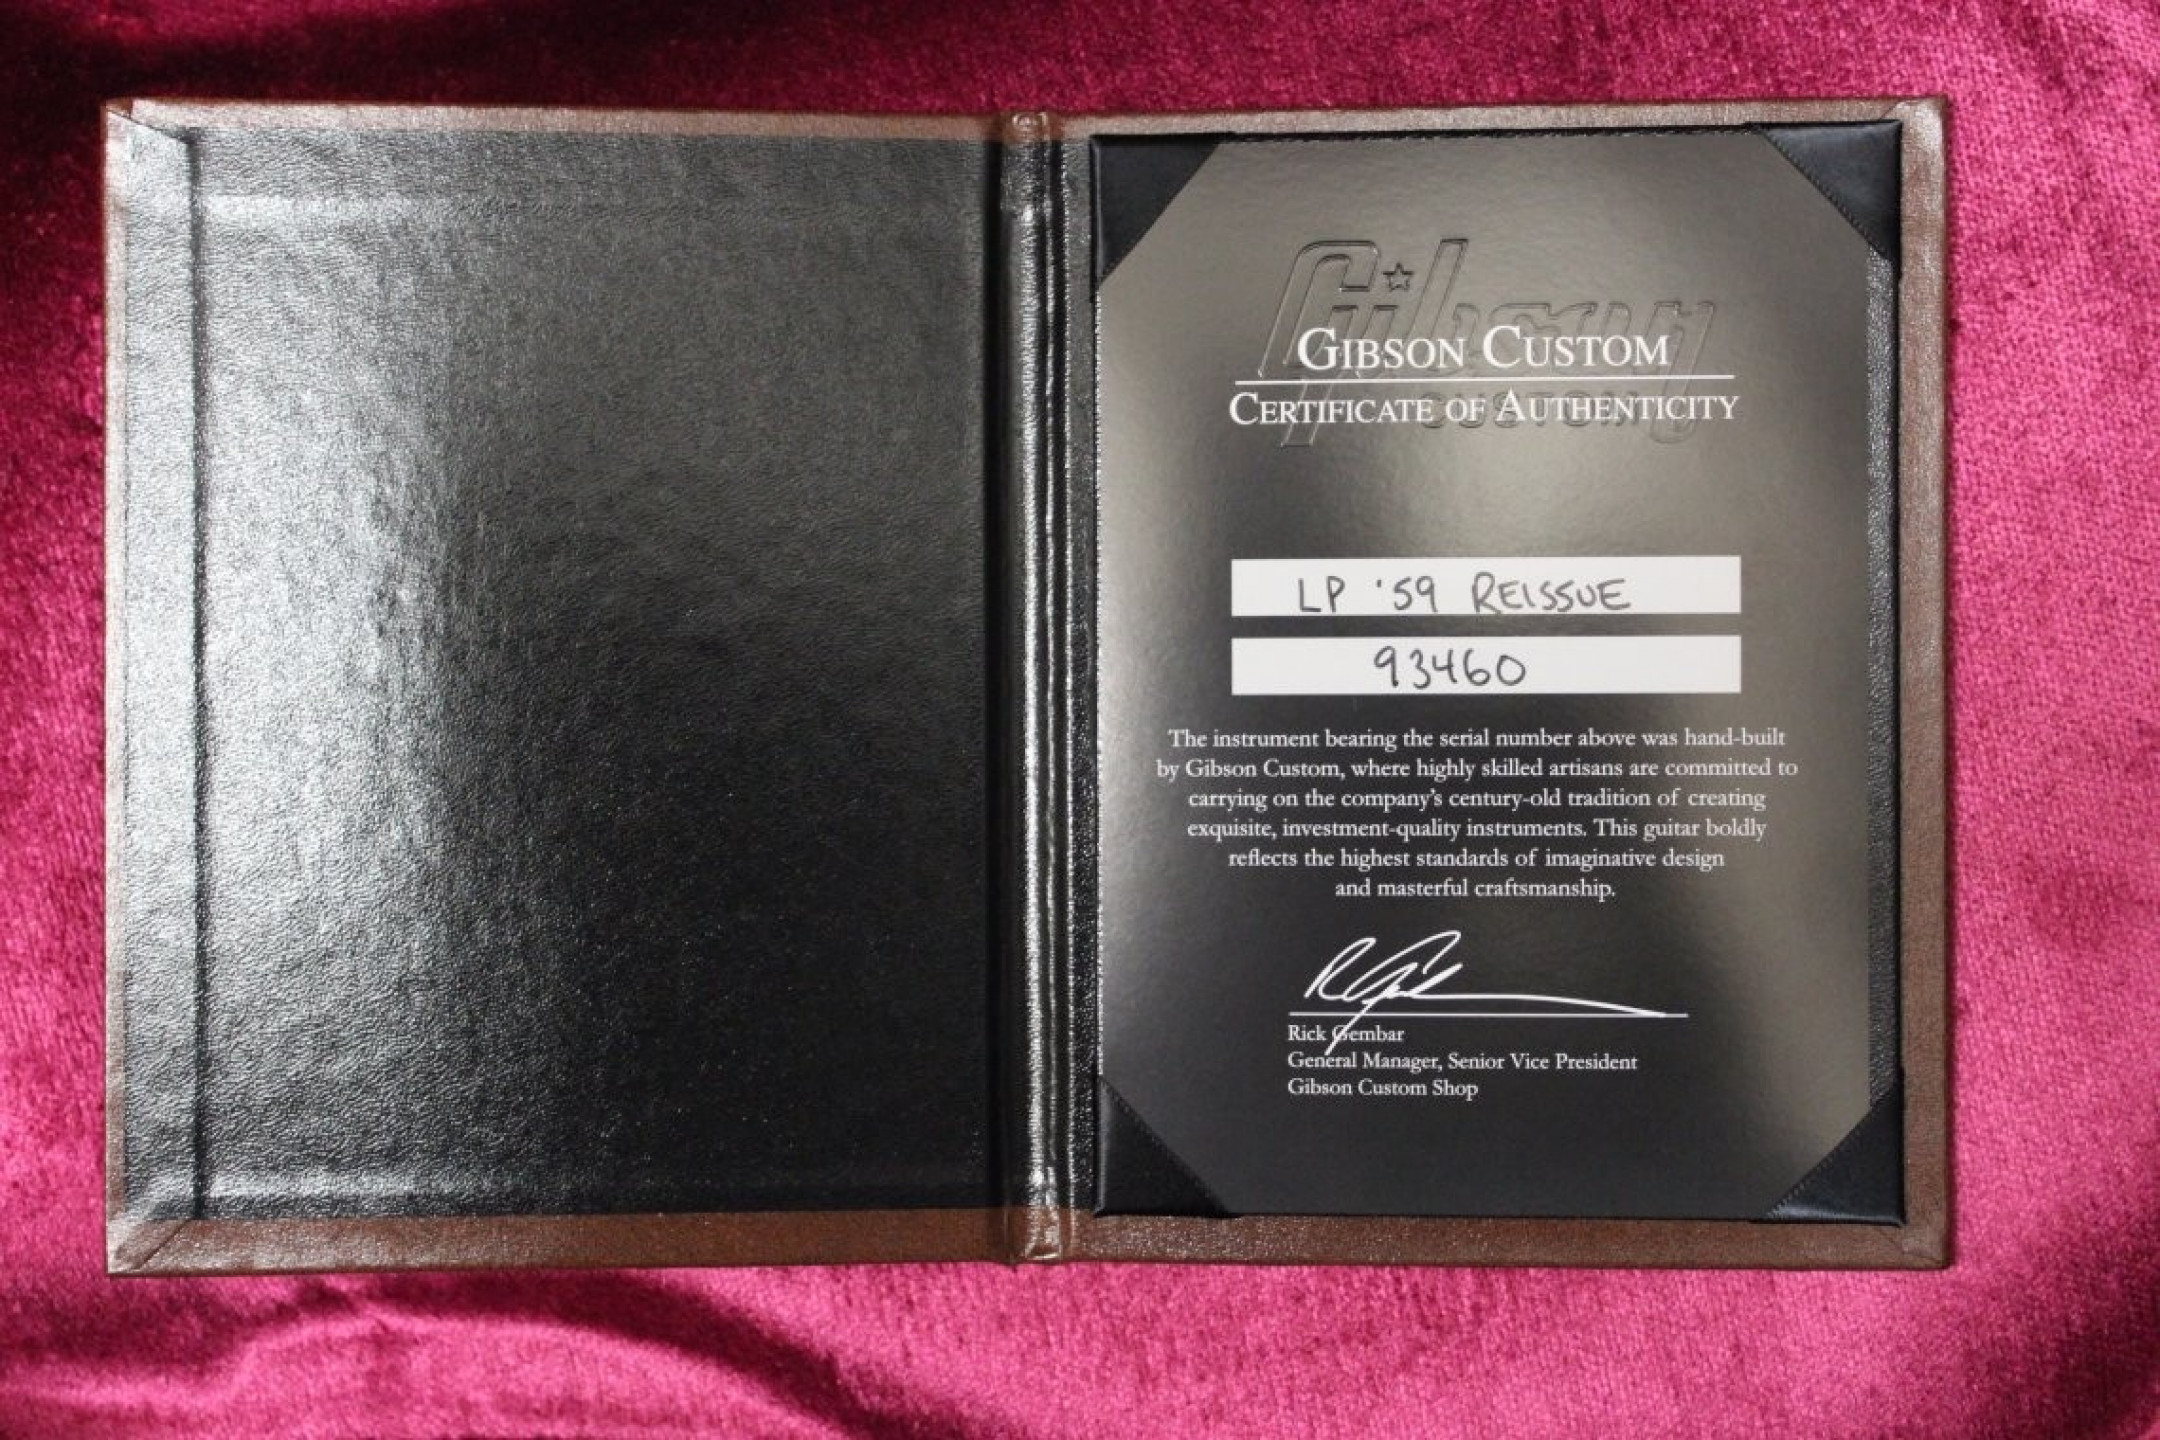 Gibson
CUSTOM
GIBSON CUSTOM
CERTIFICATE OF AUTHENTICITY
LP '59 REISSUE
93460
The instrument bearing the serial number above was hand-built
by Gibson Custom, where highly skilled artisans are committed to
carrying on the company's century-old tradition of creating
exquisite, investment-quality instruments. This guitar boldly
reflects the highest standards of imaginative design
and masterful craftsmanship.
Rick Gembar
General Manager, Senior Vice President
Gibson Custom Shop